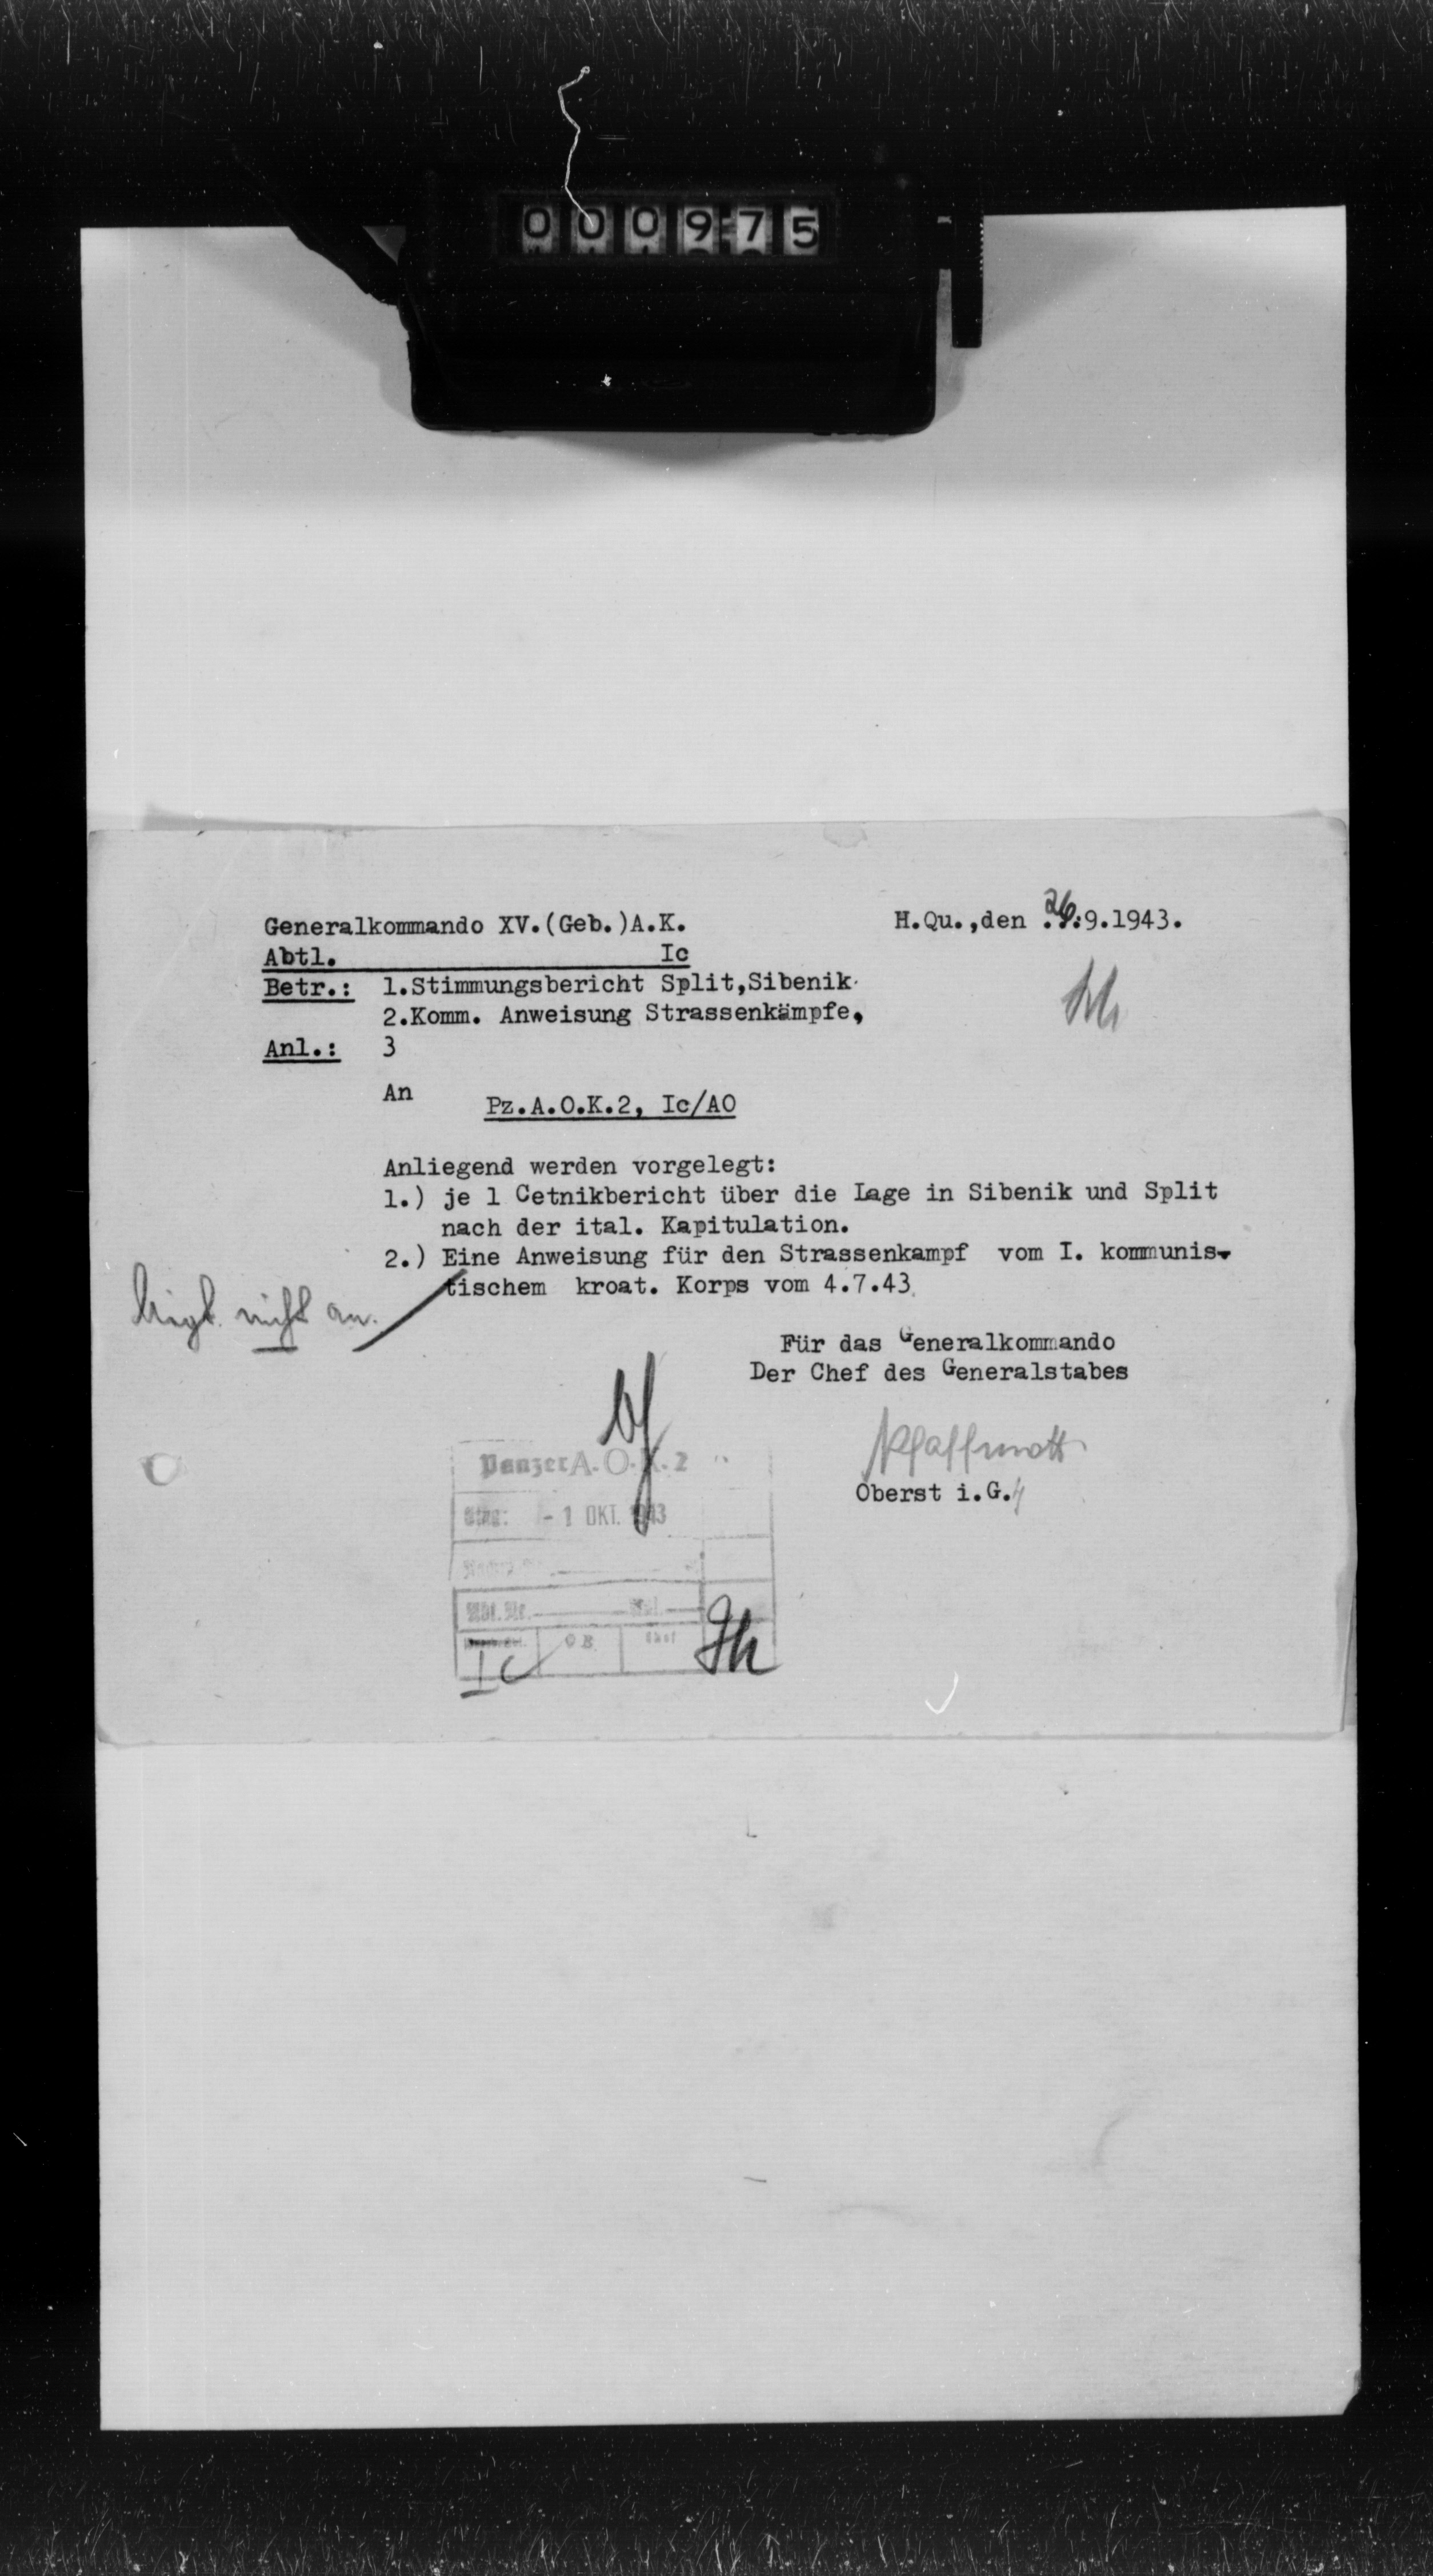 000975
Generalkommando XV.(Geb.)A.K.
H.Qu.,den 26.9.1943.
Abtl. Ic
Betr.: 1.Stimmungsbericht Split,Sibenik.
2.Komm. Anweisung Strassenkämpfe,
Anl.: 3
An
Pz.A.O.K.2, Ic/AO
Anliegend werden vorgelegt:
1.) je 1 Cetnikbericht über die Lage in Sibenik und Split
nach der ital. Kapitulation.
2.) Eine Anweisung für den Strassenkampf vom I. kommunis-
tischem kroat. Korps vom 4.7.43.
liegt nicht an.
Für das Generalkommando
Der Chef des Generalstabes
Oberst i.G.
Panzer A.O.K. 2
- 1 OKT. 1943
Abt. Nr.
O B
Chef
Ic